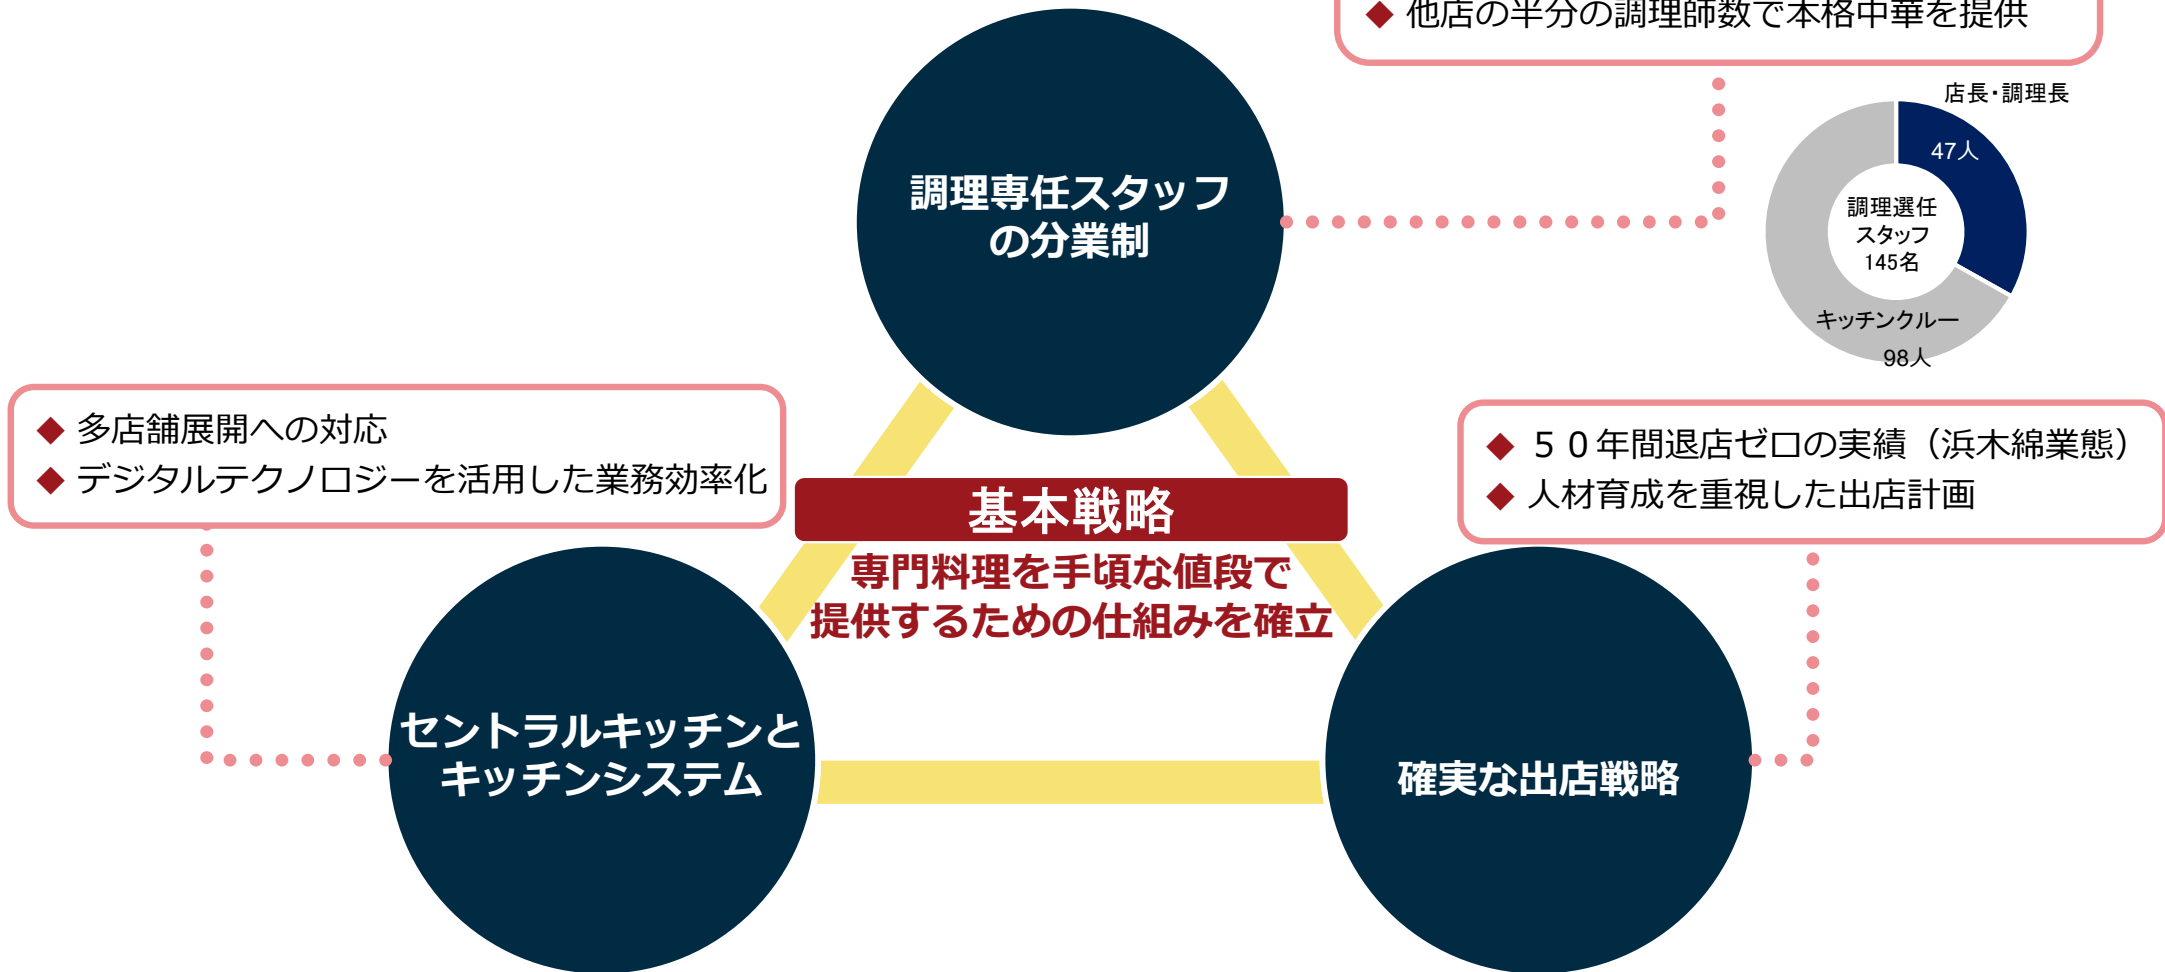 ◆ 他店の半分の調理師数で本格中華を提供
店長・調理長
47人
調理選任
スタッフ
145名
キッチンクルー
98人
調理専任スタッフ
の分業制
◆ 多店舗展開への対応
◆ デジタルテクノロジーを活用した業務効率化
◆ ５０年間退店ゼロの実績（浜木綿業態）
◆ 人材育成を重視した出店計画
基本戦略
専門料理を手頃な値段で
提供するための仕組みを確立
セントラルキッチンと
キッチンシステム
確実な出店戦略